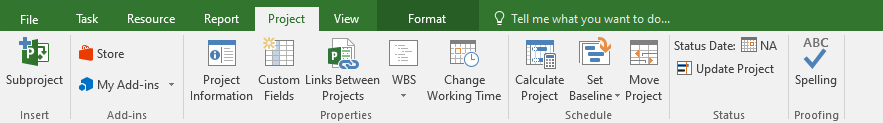 File Task Resource Report Project View Format Tell me what you want to do...
Subproject
Insert
Store
My Add-ins
Add-ins
Project
Information
Custom
Fields
Links Between
Projects
WBS
Change
Working Time
Properties
Calculate
Project
Set
Baseline
Move
Project
Schedule
Status Date: NA
Update Project
Status
ABC
Spelling
Proofing